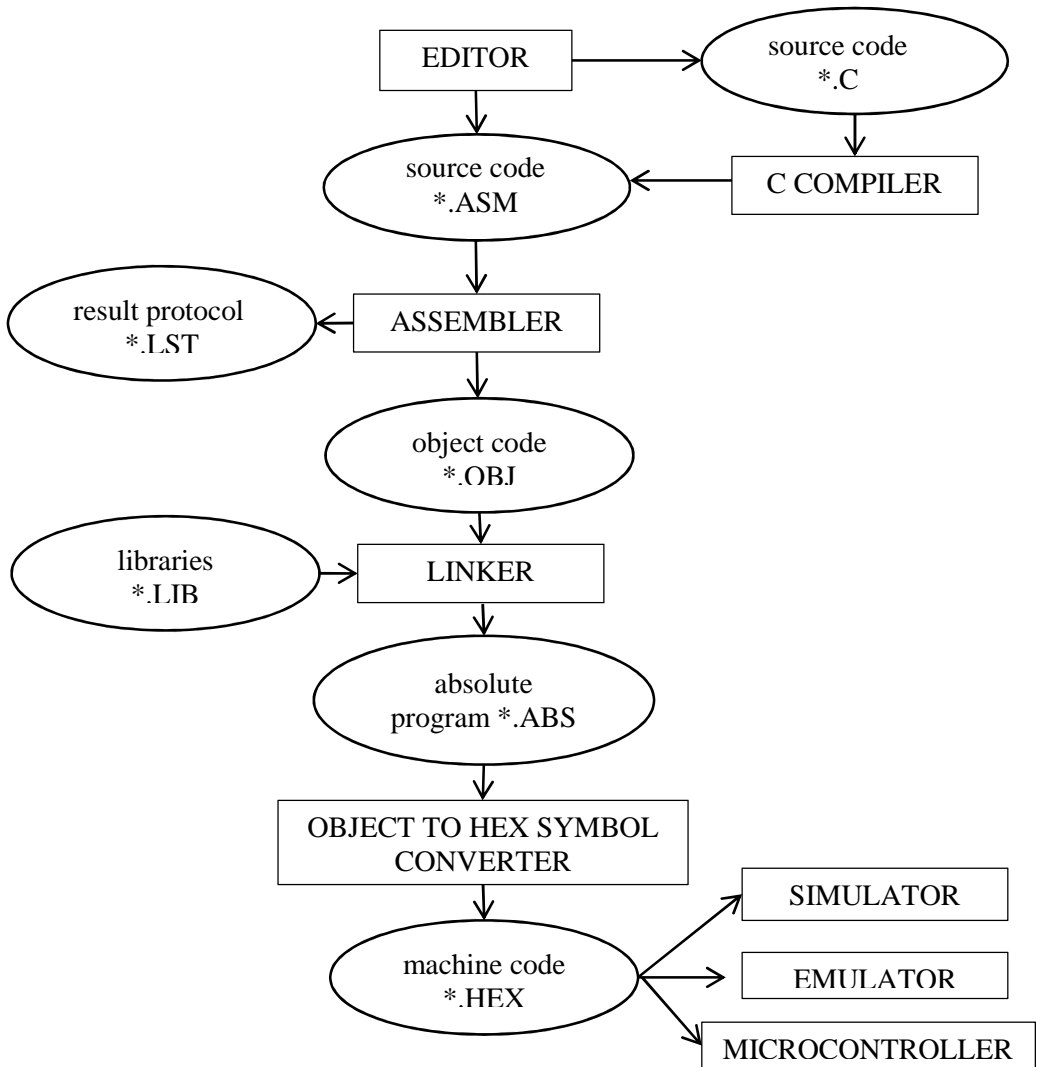 EDITOR
source code
*.C
source code
*.ASM
C COMPILER
result protocol
*.LST
ASSEMBLER
object code
*.OBJ
libraries
*.LIB
LINKER
absolute
program *.ABS
OBJECT TO HEX SYMBOL
CONVERTER
SIMULATOR
machine code
*.HEX
EMULATOR
MICROCONTROLLER